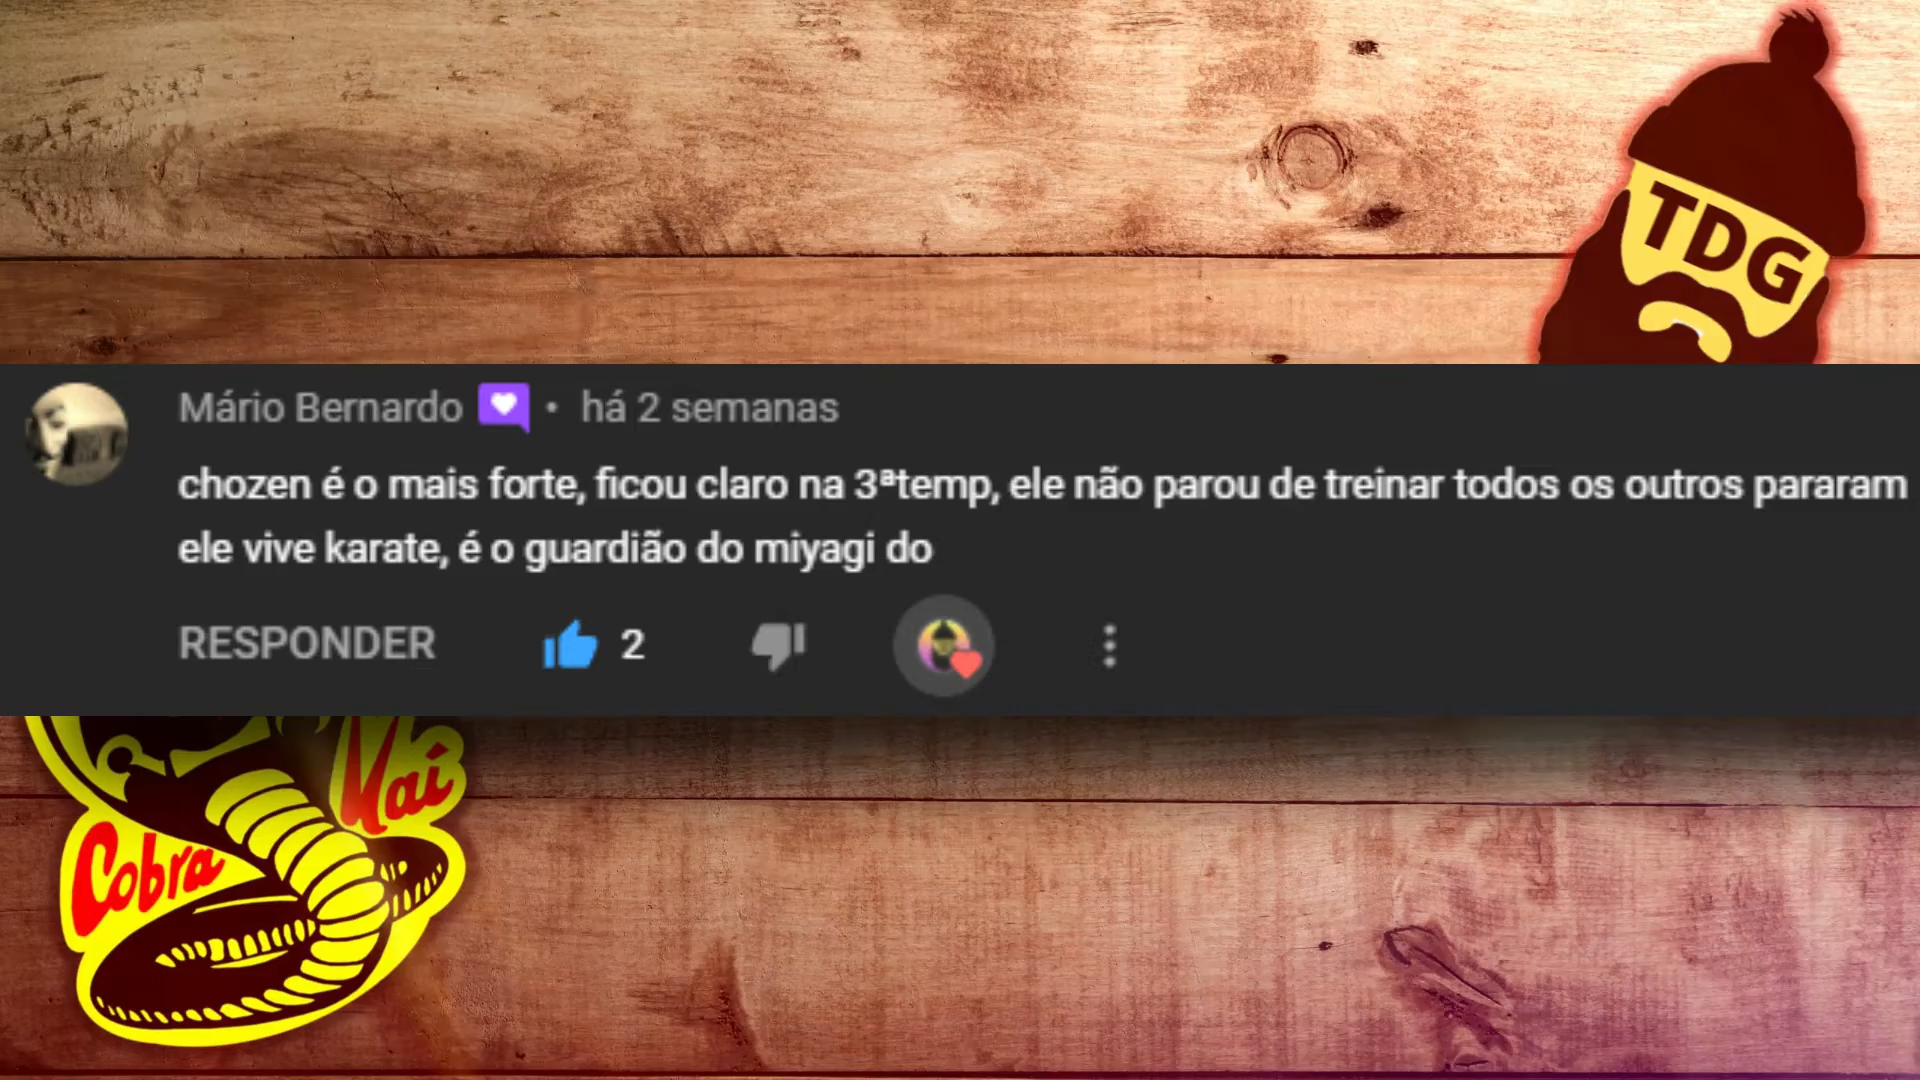 TDG
Mário Bernardo • há 2 semanas
chozen é o mais forte, ficou claro na 3ªtemp, ele não parou de treinar todos os outros pararam
ele vive karate, é o guardião do miyagi do
RESPONDER 2
Cobra Kai